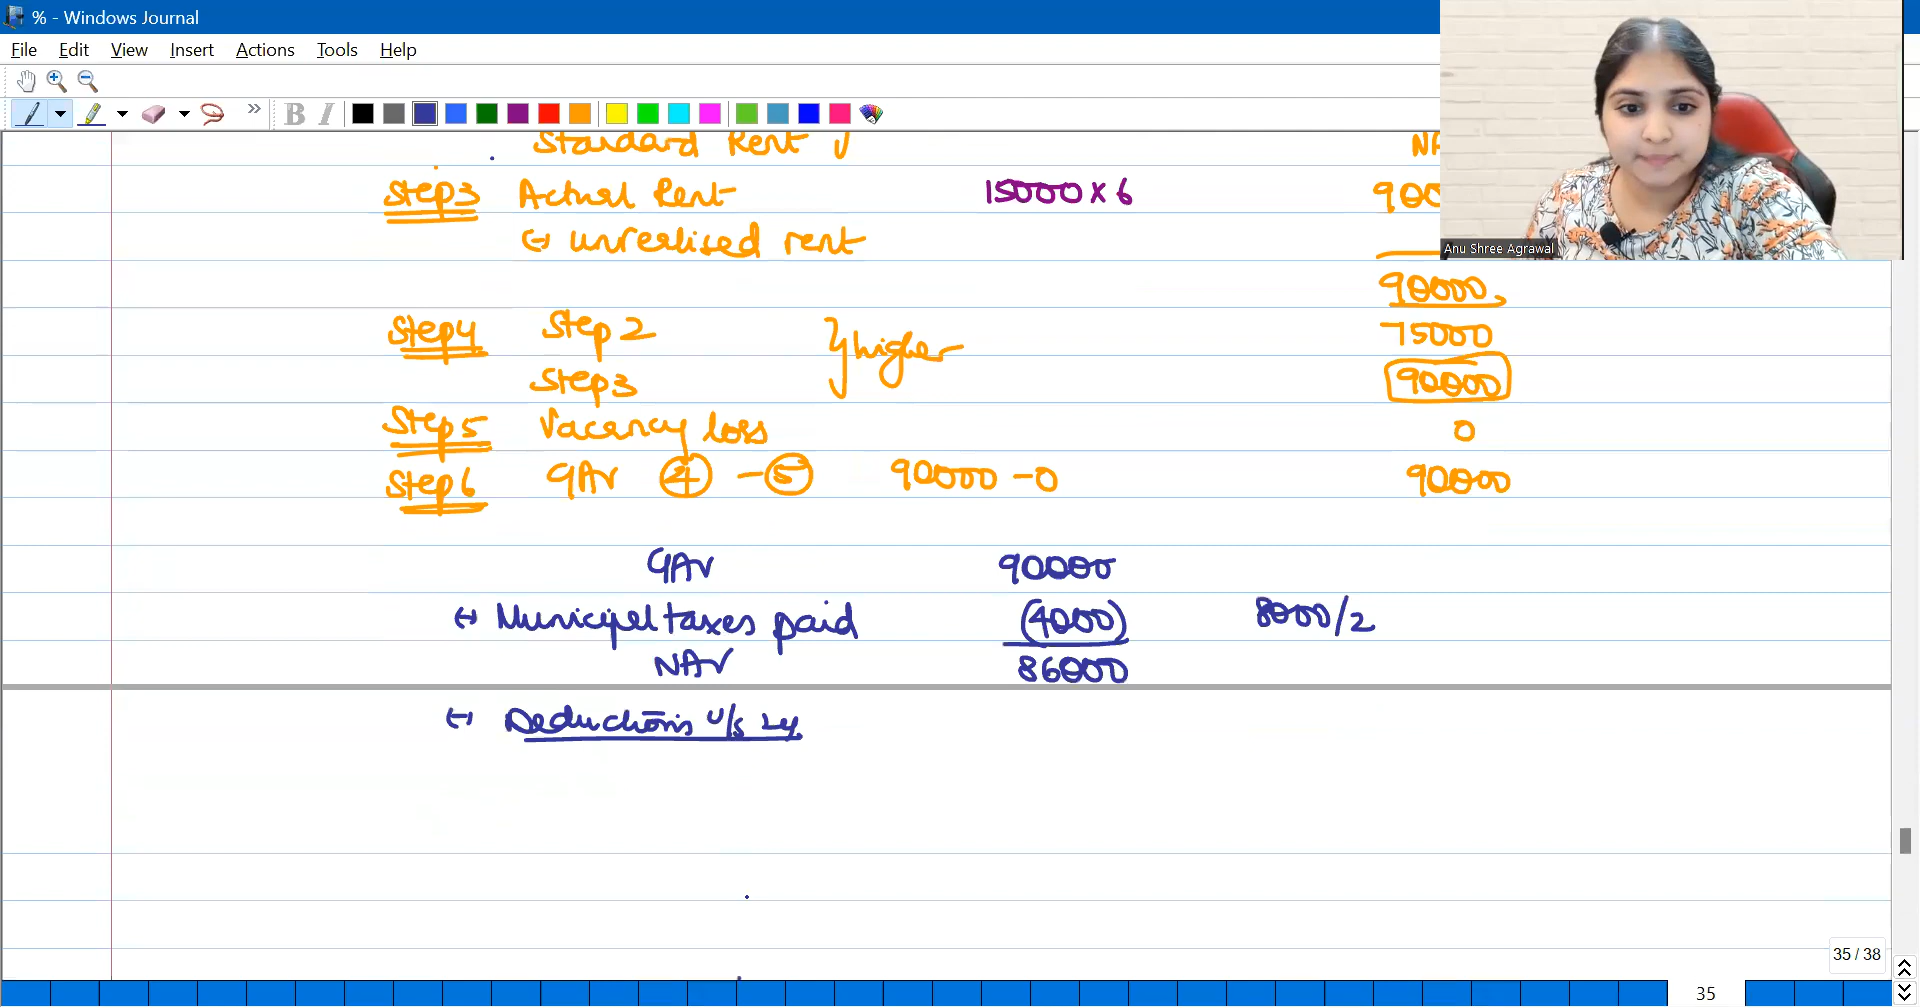 % - Windows Journal
File Edit View Insert Actions Tools Help
B I
Standard Rent
Step3 Actual Rent 15000 x 6 900
(-) unrealised rent
Anu Shree Agrawal
90000
Step4 Step 2 } higher 75000
Step3 90000
Step5 Vacancy loss 0
Step6 GAV ④ - ⑤ 90000 - 0 90000
GAV 90000
(-) Municipal taxes paid (4000) 8000/2
NAV 86000
(-) Deductions u/s 24
35 / 38
35